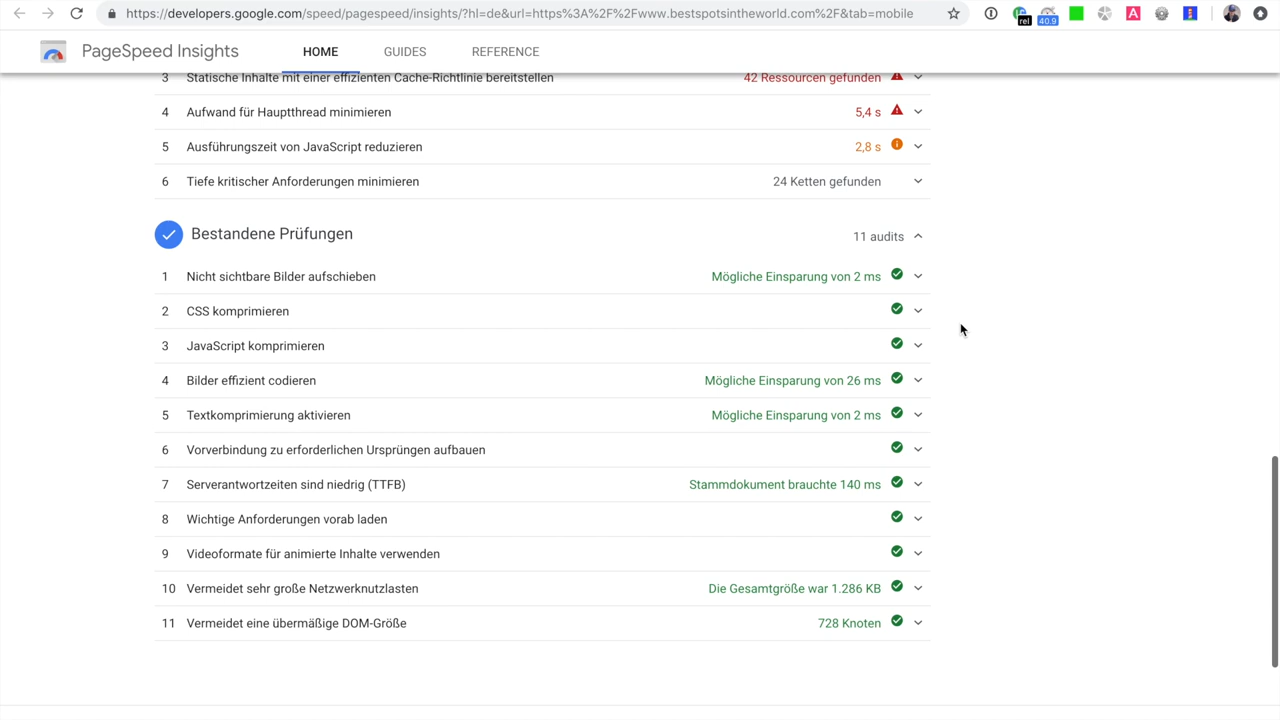 https://developers.google.com/speed/pagespeed/insights/?hl=de&url=https%3A%2F%2Fwww.bestspotsintheworld.com%2F&tab=mobile
rel
40.9
A
PageSpeed Insights HOME GUIDES REFERENCE
3 Statische Inhalte mit einer effizienten Cache-Richtlinie bereitstellen 42 Ressourcen gefunden
4 Aufwand für Hauptthread minimieren 5,4 s
5 Ausführungszeit von JavaScript reduzieren 2,8 s
6 Tiefe kritischer Anforderungen minimieren 24 Ketten gefunden
Bestandene Prüfungen 11 audits
1 Nicht sichtbare Bilder aufschieben Mögliche Einsparung von 2 ms
2 CSS komprimieren
3 JavaScript komprimieren
4 Bilder effizient codieren Mögliche Einsparung von 26 ms
5 Textkomprimierung aktivieren Mögliche Einsparung von 2 ms
6 Vorverbindung zu erforderlichen Ursprüngen aufbauen
7 Serverantwortzeiten sind niedrig (TTFB) Stammdokument brauchte 140 ms
8 Wichtige Anforderungen vorab laden
9 Videoformate für animierte Inhalte verwenden
10 Vermeidet sehr große Netzwerknutzlasten Die Gesamtgröße war 1.286 KB
11 Vermeidet eine übermäßige DOM-Größe 728 Knoten